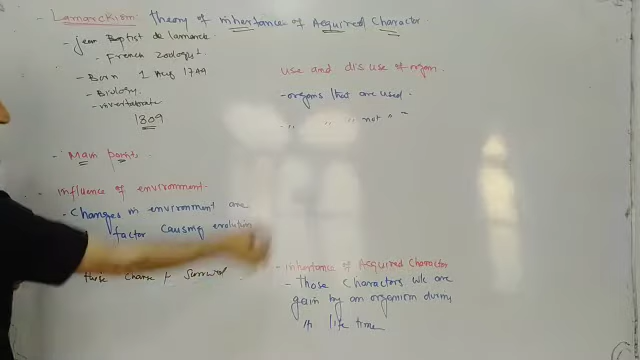 - Lamarckism: theory of inheritance of Acquired Character
- jean Baptist de lamarck
- French zoologist.
- Born 1 Aug 1744
- Biology.
- invertebrate
1809
- Main points.
- influence of environment.
- Changes in environment are
factor causing evolution
their chance of survival
use and disuse of organ.
- organs that are used.
- " " " not " "
- inheritance of Acquired Character
- Those Characters wc are
gain by an organism during
its life time